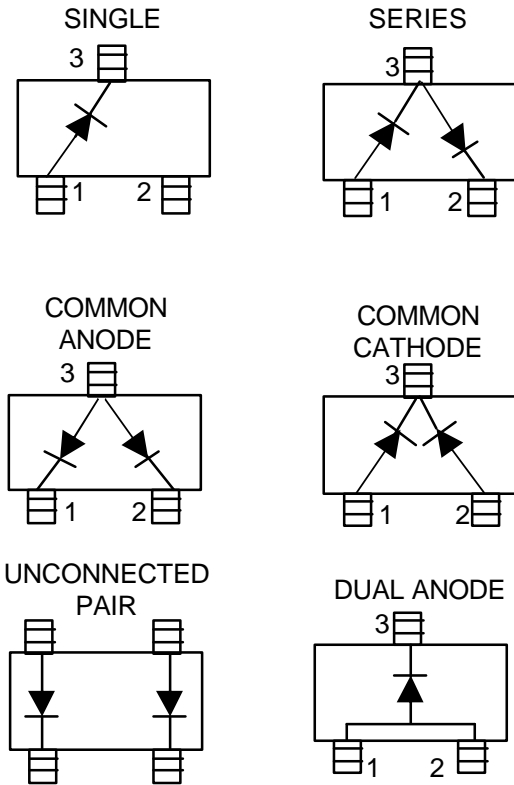 SINGLE
3
1 2
SERIES
3
1 2
COMMON
ANODE
3
1 2
COMMON
CATHODE
3
1 2
UNCONNECTED
PAIR
DUAL ANODE
3
1 2